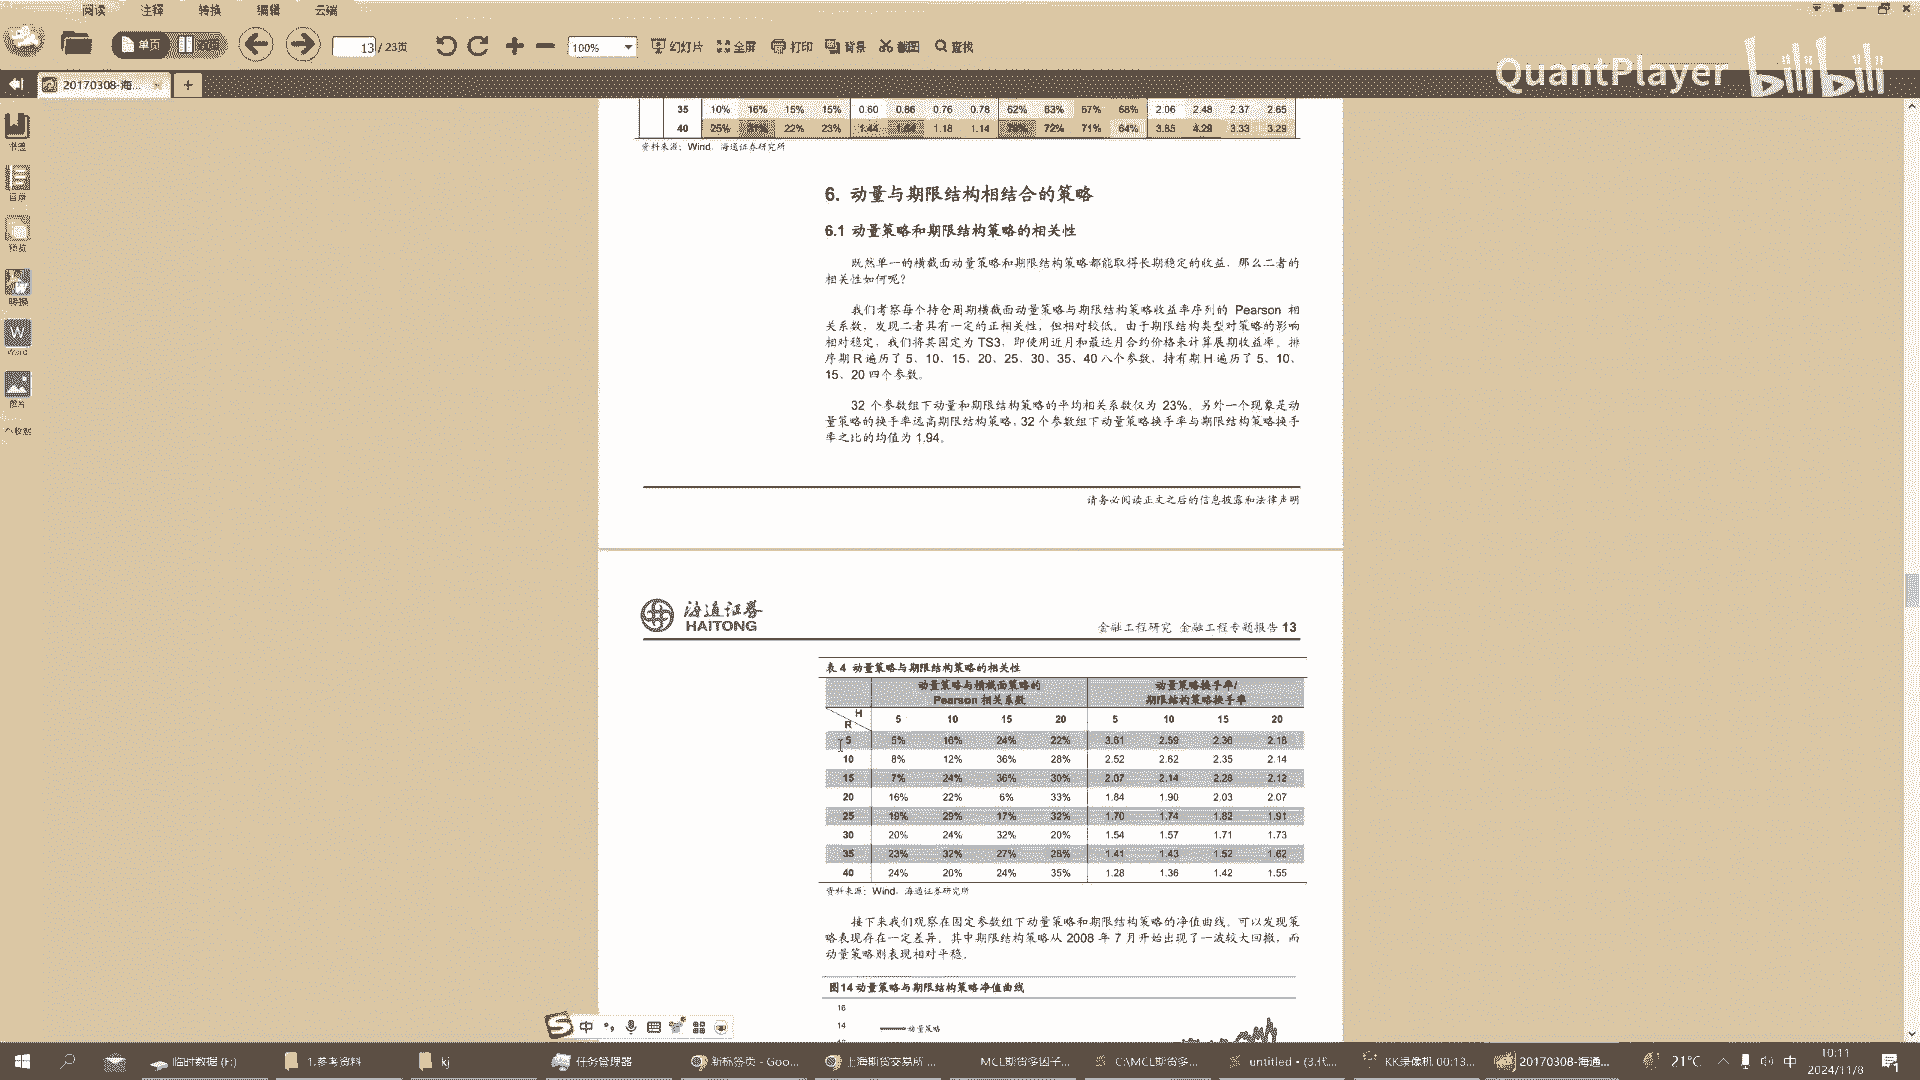 阅读 注释 转换 编辑 云端
单页
13 / 23页
100%
幻灯片 全屏 打印 背景 截图 查找
QuantPlayer bilibili
20170308-海...
35 10% 16% 15% 15% 0.60 0.86 0.76 0.78 62% 63% 67% 68% 2.06 2.48 2.37 2.65
40 25% 22% 23% 1.18 1.14 72% 71% 64% 3.85 4.29 3.33 3.29
资料来源：Wind，海通证券研究所
6. 动量与期限结构相结合的策略
6.1 动量策略和期限结构策略的相关性
既然单一的横截面动量策略和期限结构策略都能取得长期稳定的收益，那么二者的
相关性如何呢？
我们考察每个持仓周期横截面动量策略与期限结构策略收益率序列的 Pearson 相
关系数，发现二者具有一定的正相关性，但相对较低。由于期限结构类型对策略的影响
相对稳定，我们将其固定为 TS3，即使用近月和最远月合约价格来计算展期收益率。排
序期 R 遍历了 5、10、15、20、25、30、35、40 八个参数，持有期 H 遍历了 5、10、
15、20 四个参数。
32 个参数组下动量和期限结构策略的平均相关系数仅为 23%。另外一个现象是动
量策略的换手率远高期限结构策略，32 个参数组下动量策略换手率与期限结构策略换手
率之比的均值为 1.94。
请务必阅读正文之后的信息披露和法律声明
海通证券
HAITONG
金融工程研究 金融工程专题报告 13
表 4 动量策略与期限结构策略的相关性
动量策略与横截面策略的 动量策略换手率/
Pearson 相关系数 期限结构策略换手率
H
R 5 10 15 20 5 10 15 20
5 5% 16% 24% 22% 3.61 2.59 2.36 2.18
10 8% 12% 36% 28% 2.52 2.62 2.35 2.14
15 7% 24% 36% 30% 2.07 2.14 2.28 2.12
20 16% 22% 6% 33% 1.84 1.90 2.03 2.07
25 19% 29% 17% 32% 1.70 1.74 1.82 1.91
30 20% 24% 32% 20% 1.54 1.57 1.71 1.73
35 23% 32% 27% 28% 1.41 1.43 1.52 1.62
40 24% 20% 24% 35% 1.28 1.36 1.42 1.55
资料来源：Wind，海通证券研究所
接下来我们观察在固定参数组下动量策略和期限结构策略的净值曲线。可以发现策
略表现存在一定差异。其中期限结构策略从 2008 年 7 月开始出现了一波较大回撤，而
动量策略则表现相对平稳。
图14 动量策略与期限结构策略净值曲线
16
14 动量策略
书签
目录
预览
转换
Word
图片
收起
中
临时数据 (F:) 1.参考资料 kj 任务管理器 新标签页 - Goo... 上海期货交易所 ... MCL期货多因子... C:\MCL期货多... untitled • (3.代... KK录像机 00:13... 20170308-海通... 21°C 中 10:11
2024/11/8